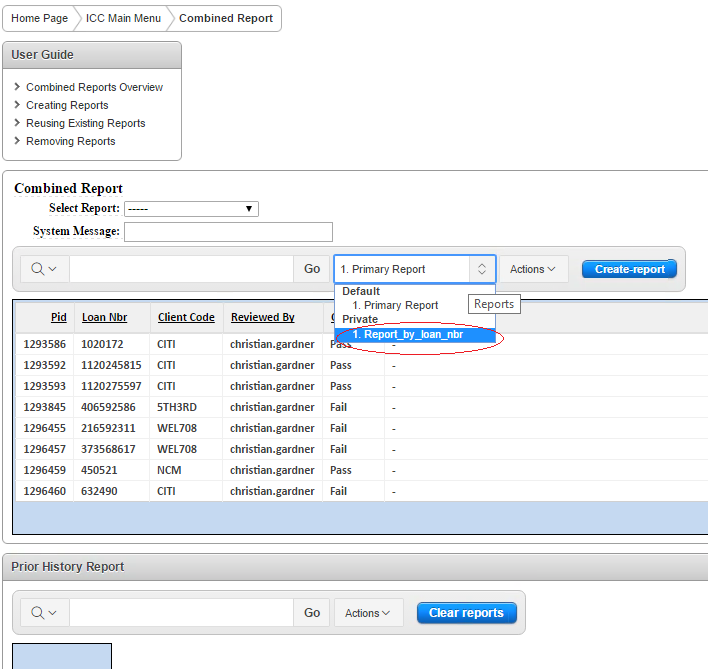 Home Page ICC Main Menu Combined Report
User Guide
Combined Reports Overview
Creating Reports
Reusing Existing Reports
Removing Reports
Combined Report
Select Report: -----
System Message:
Go 1. Primary Report Actions Create-report
Default
1. Primary Report
Reports
Private
1. Report_by_loan_nbr
Pid Loan Nbr Client Code Reviewed By
1293586 1020172 CITI christian.gardner Pass -
1293592 1120245815 CITI christian.gardner Pass -
1293593 1120275597 CITI christian.gardner Pass -
1293845 406592586 5TH3RD christian.gardner Fail -
1296455 216592311 WEL708 christian.gardner Fail -
1296457 373568617 WEL708 christian.gardner Fail -
1296459 450521 NCM christian.gardner Pass -
1296460 632490 CITI christian.gardner Fail -
Prior History Report
Go Actions Clear reports